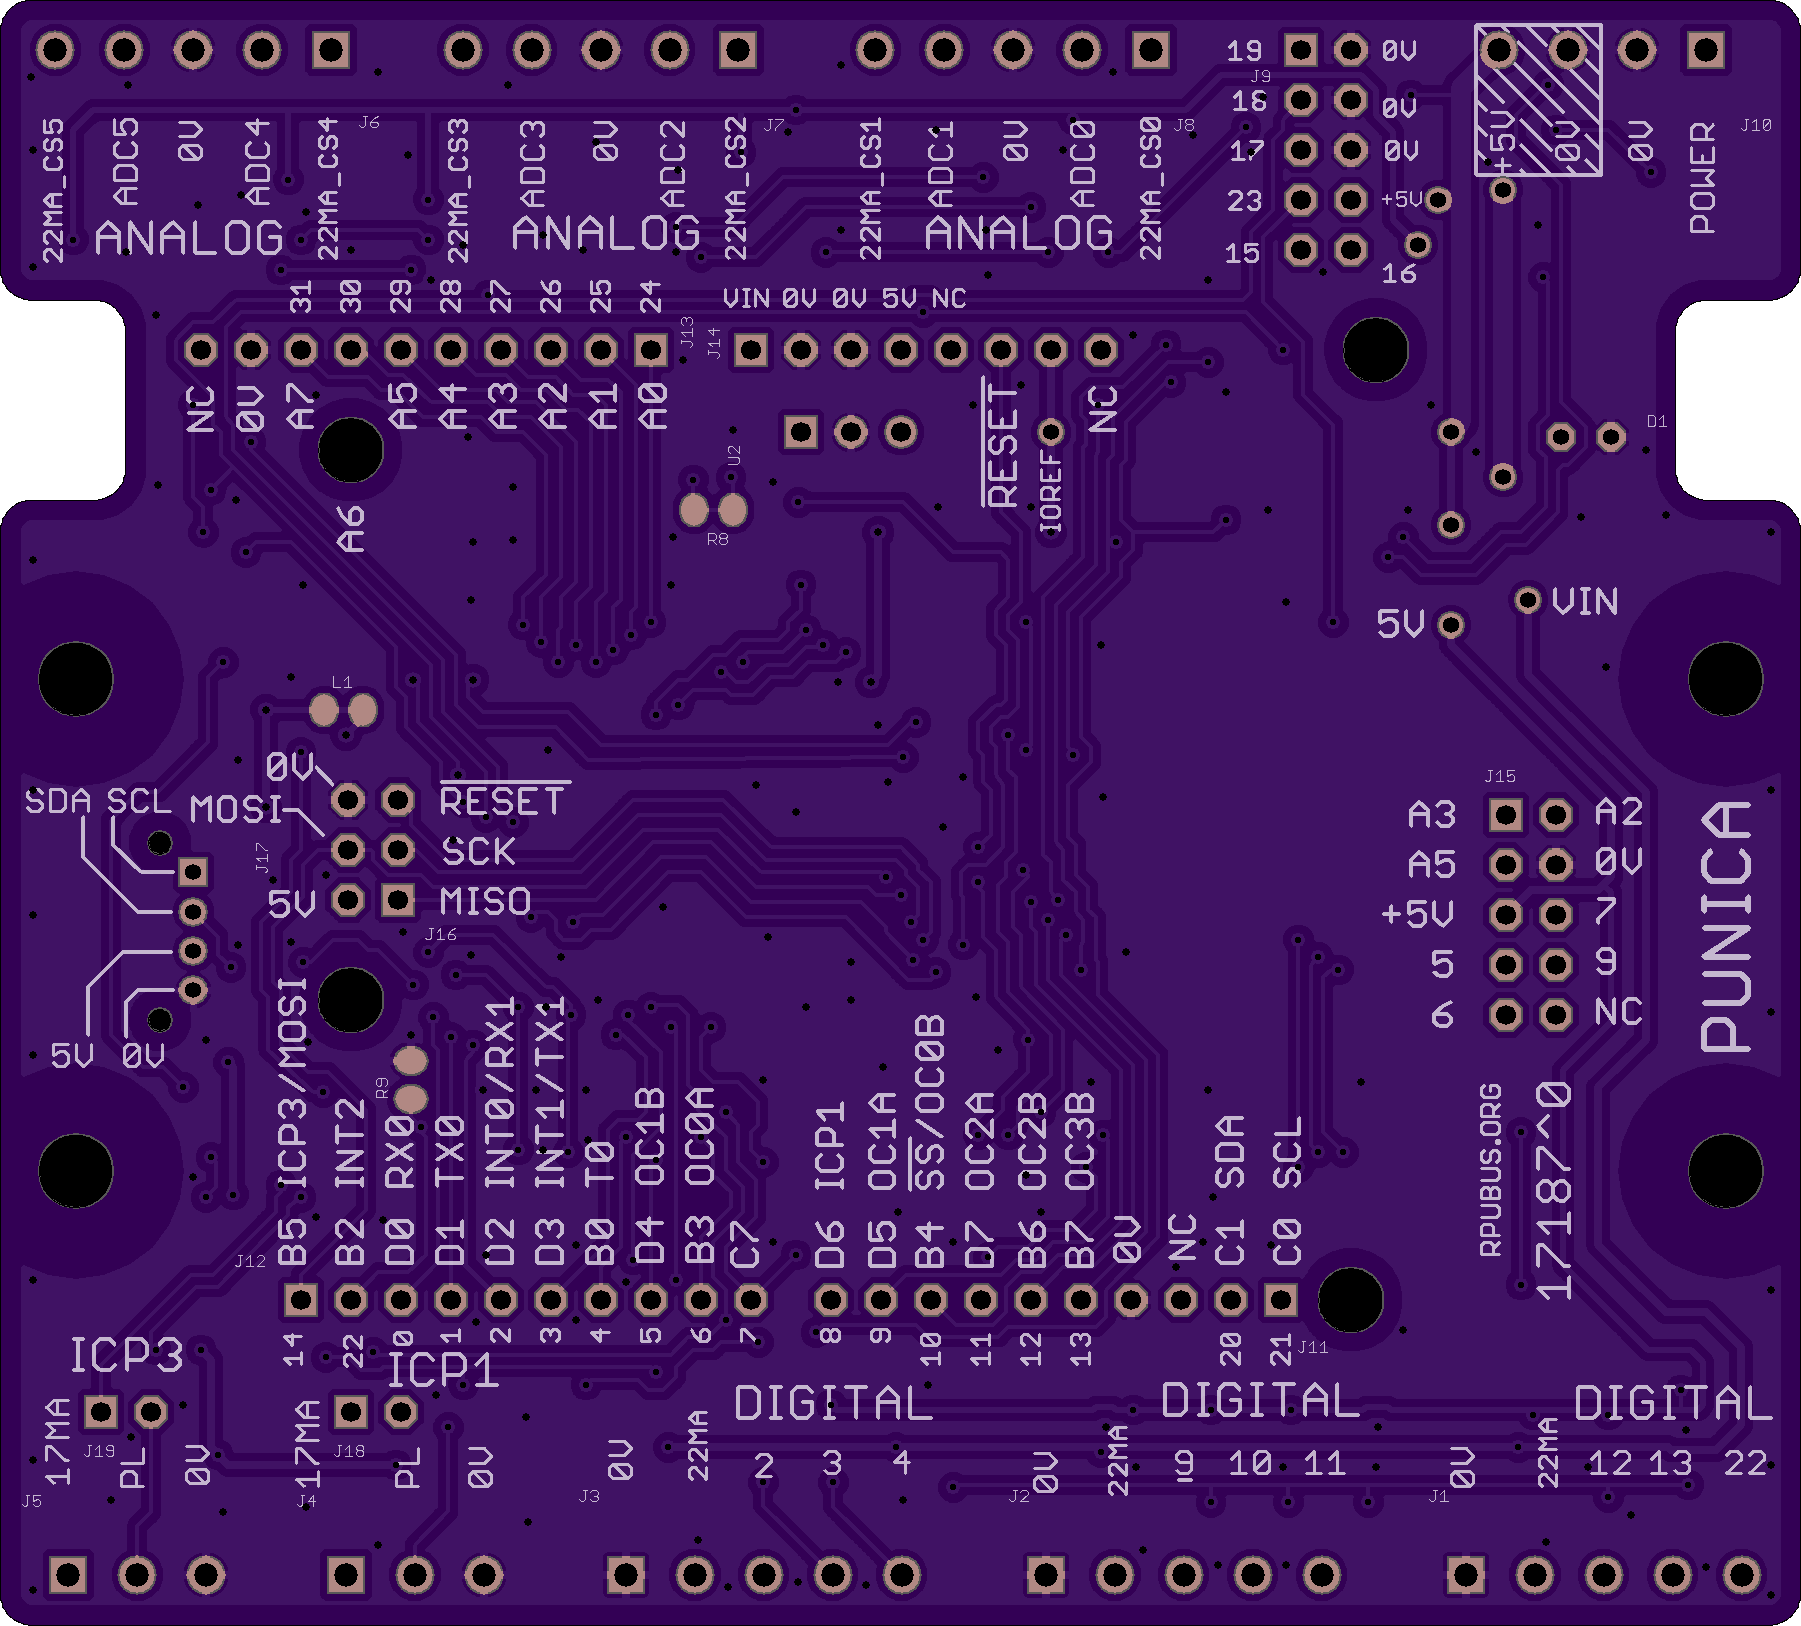 19 0V
J9
18 0V
17 0V
23 +5V
15 16
22MA_CS5 ADC5 0V ADC4 22MA_CS4 J6
ANALOG
22MA_CS3 ADC3 0V ADC2 22MA_CS2 J7
ANALOG
22MA_CS1 ADC1 0V ADC0 22MA_CS0 J8
ANALOG
+5V 0V 0V POWER J10
31 30 29 28 27 26 25 24 J13
NC 0V A7 A5 A4 A3 A2 A1 A0
A6
J14 VIN 0V 0V 5V NC
RESET IOREF NC
D1
U2
R8
5V VIN
L1
0V
MOSI
5V
RESET
SCK
MISO
J17
J16
SDA SCL
5V 0V
J15
A3 A2
A5 0V
+5V 7
5 9
6 NC
PUNICA
RPUBUS.ORG
17187^0
R9
ICP3/MOSI INT2 RX0 TX0 INT0/RX1 INT1/TX1 T0 OC1B OC0A
B5 B2 D0 D1 D2 D3 B0 D4 B3 C7
J12
14 22 0 1 2 3 4 5 6 7
ICP1 OC1A SS/OC0B OC2A OC2B OC3B SDA SCL
D6 D5 B4 D7 B6 B7 0V NC C1 C0
8 9 10 11 12 13 20 21 J11
ICP3
17MA J19 PL 0V
J5
ICP1
17MA J18 PL 0V
J4
DIGITAL
0V 22MA 2 3 4
J3
DIGITAL
0V 22MA 9 10 11
J2
DIGITAL
0V 22MA 12 13 22
J1